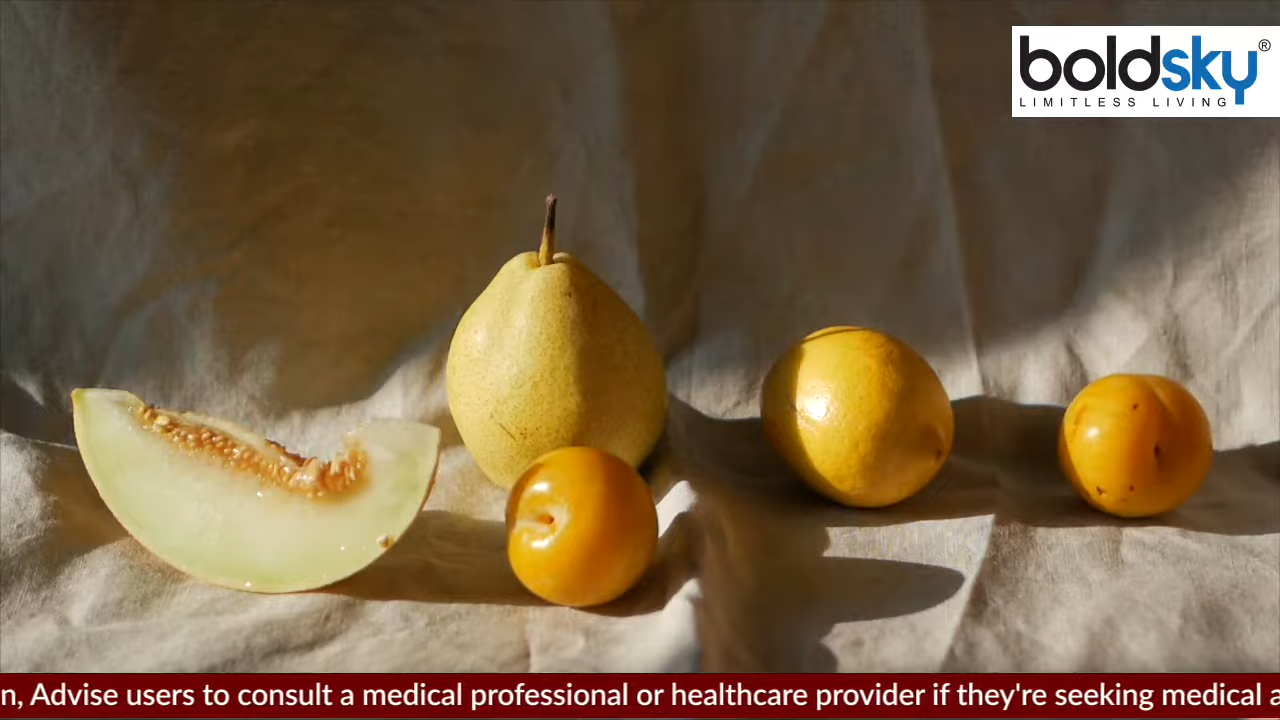 boldsky®
LIMITLESS LIVING
n, Advise users to consult a medical professional or healthcare provider if they're seeking medical a